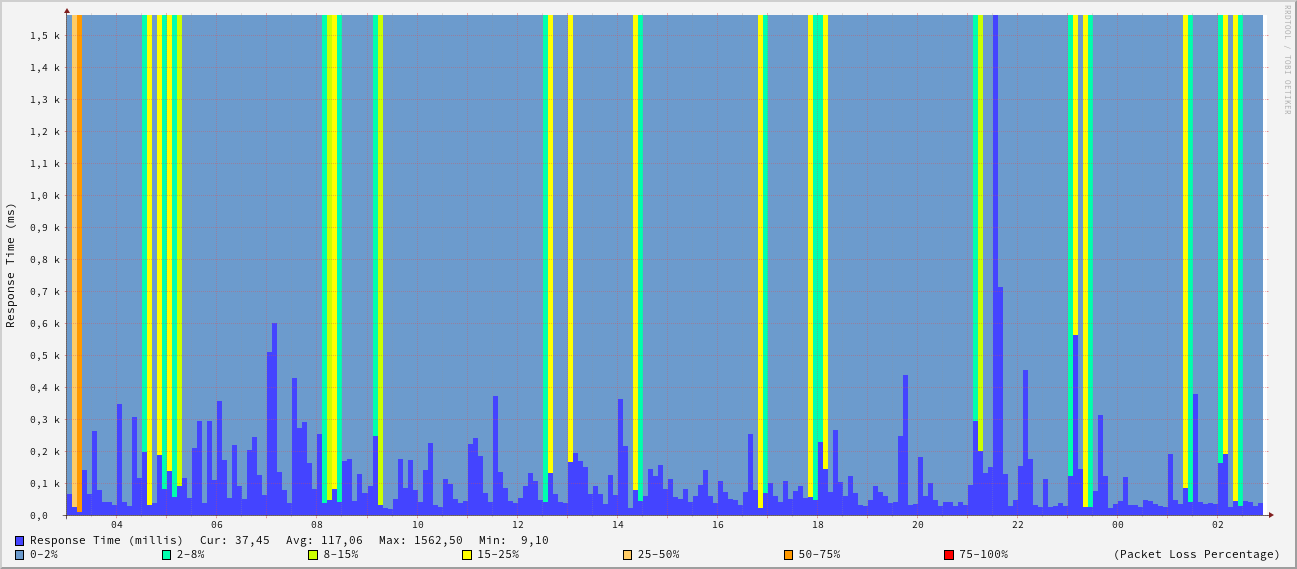 RRDTOOL / TOBI OETIKER
Response Time (ms)
1,5 k
1,4 k
1,3 k
1,2 k
1,1 k
1,0 k
0,9 k
0,8 k
0,7 k
0,6 k
0,5 k
0,4 k
0,3 k
0,2 k
0,1 k
0,0
04 06 08 10 12 14 16 18 20 22 00 02
Response Time (millis) Cur: 37,45 Avg: 117,06 Max: 1562,50 Min: 9,10
0-2% 2-8% 8-15% 15-25% 25-50% 50-75% 75-100% (Packet Loss Percentage)